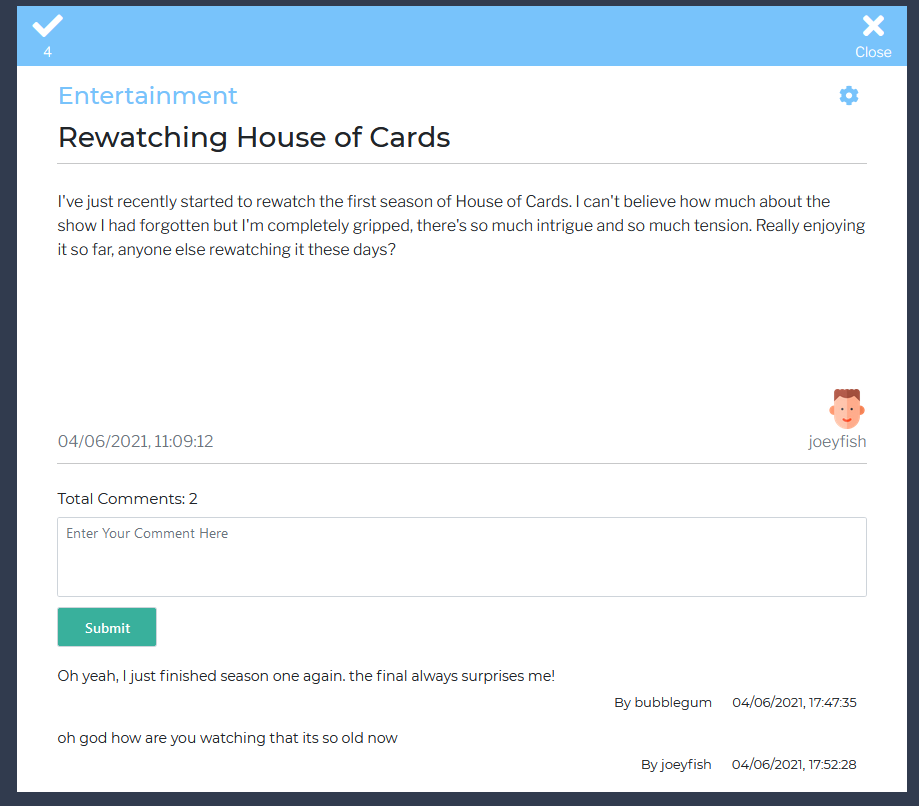 4
Close
Entertainment
Rewatching House of Cards
I've just recently started to rewatch the first season of House of Cards. I can't believe how much about the
show I had forgotten but I'm completely gripped, there's so much intrigue and so much tension. Really enjoying
it so far, anyone else rewatching it these days?
04/06/2021, 11:09:12
joeyfish
Total Comments: 2
Enter Your Comment Here
Submit
Oh yeah, I just finished season one again. the final always surprises me!
By bubblegum 04/06/2021, 17:47:35
oh god how are you watching that its so old now
By joeyfish 04/06/2021, 17:52:28